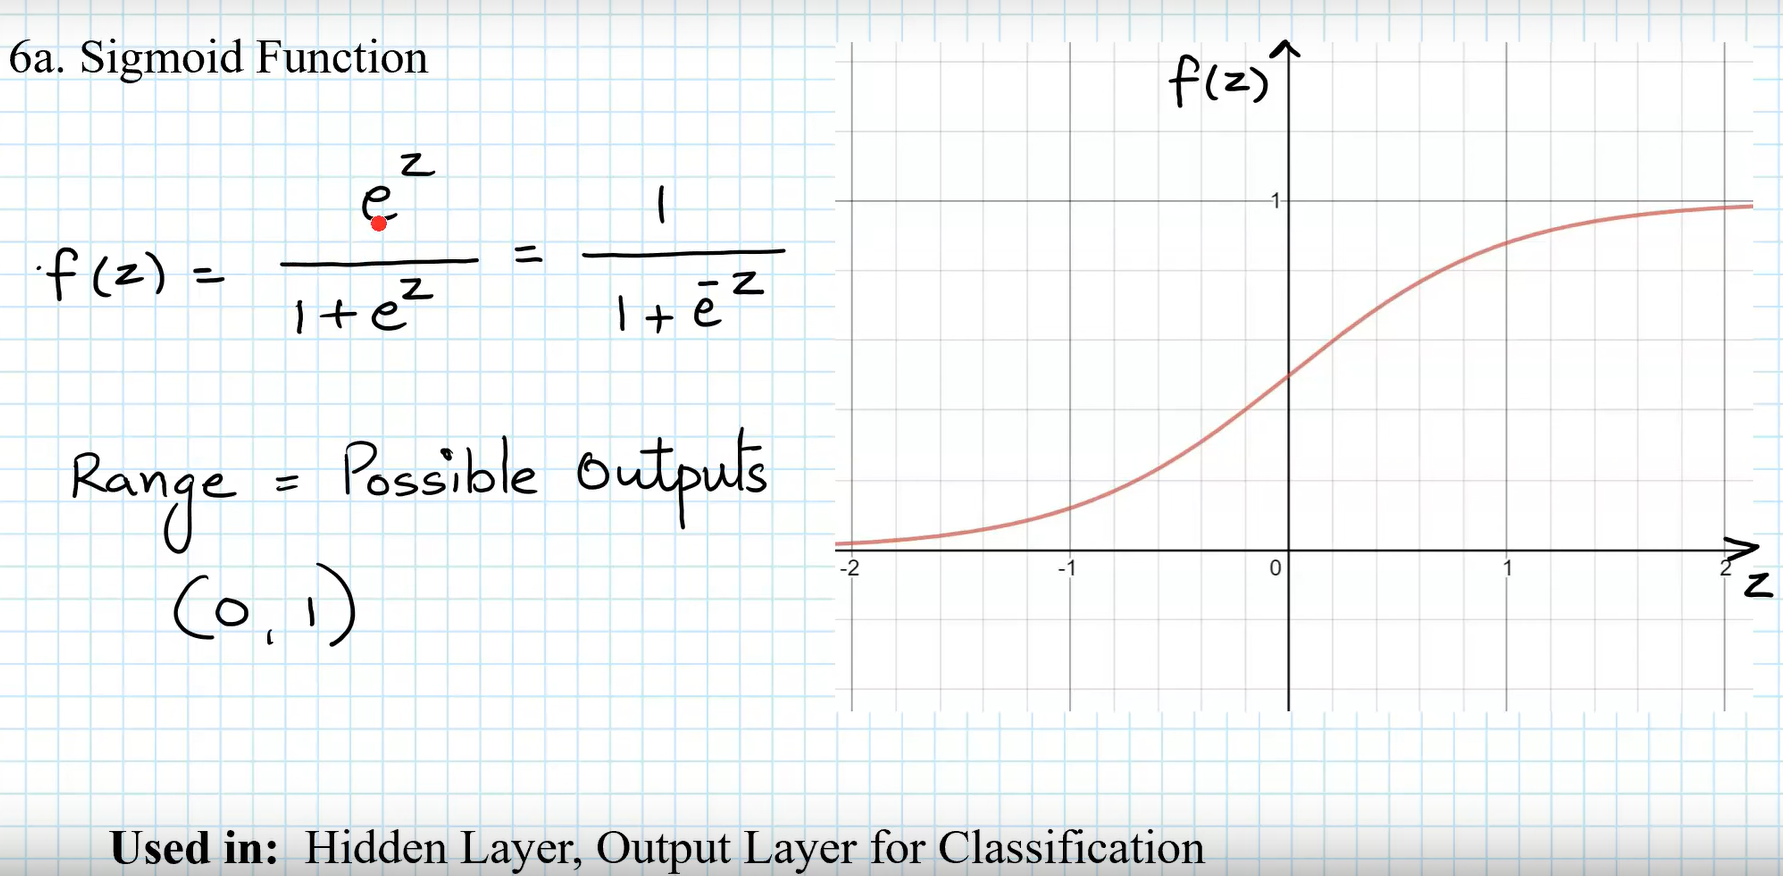 6a. Sigmoid Function
f(z) = e^z / (1 + e^z) = 1 / (1 + e^-z)
Range = Possible Outputs
(0, 1)
f(z)
1
-2 -1 0 1 2
z
Used in: Hidden Layer, Output Layer for Classification